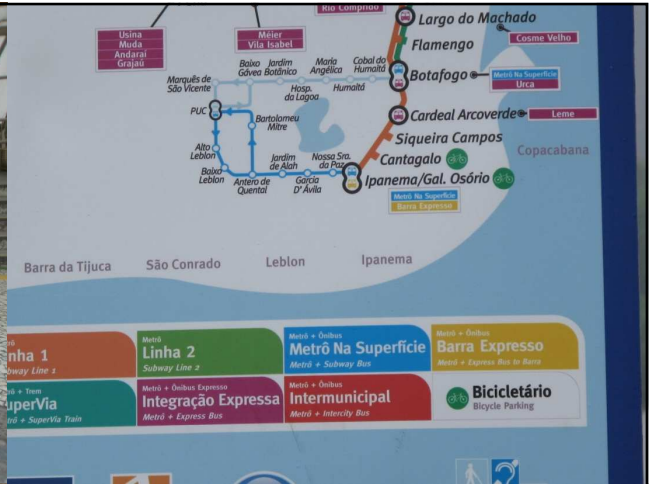 Rio Comprido
Usina
Muda
Andaraí
Grajaú
Méier
Vila Isabel
Largo do Machado
Cosme Velho
Flamengo
Botafogo
Metrô Na Superfície
Urca
Marquês de
São Vicente
Baixo
Gávea
Jardim
Botânico
Hosp.
da Lagoa
Maria
Angélica
Humaitá
Cobal do
Humaitá
PUC
Bartolomeu
Mitre
Cardeal Arcoverde
Leme
Siqueira Campos
Copacabana
Cantagalo
Alto
Leblon
Baixo
Leblon
Antero de
Quental
Jardim
de Alah
Garcia
D'Ávila
Nossa Sra.
da Paz
Ipanema/Gal. Osório
Metrô Na Superfície
Barra Expresso
Barra da Tijuca
São Conrado
Leblon
Ipanema
nha 1
bway Line 1
Metrô
Linha 2
Subway Line 2
Metrô + Ônibus
Metrô Na Superfície
Metrô + Subway Bus
Metrô + Ônibus
Barra Expresso
Metrô + Express Bus to Barra
rô + Trem
uperVia
trô + SuperVia Train
Metrô + Ônibus Expresso
Integração Expressa
Metrô + Express Bus
Metrô + Ônibus
Intermunicipal
Metrô + Intercity Bus
Bicicletário
Bicycle Parking